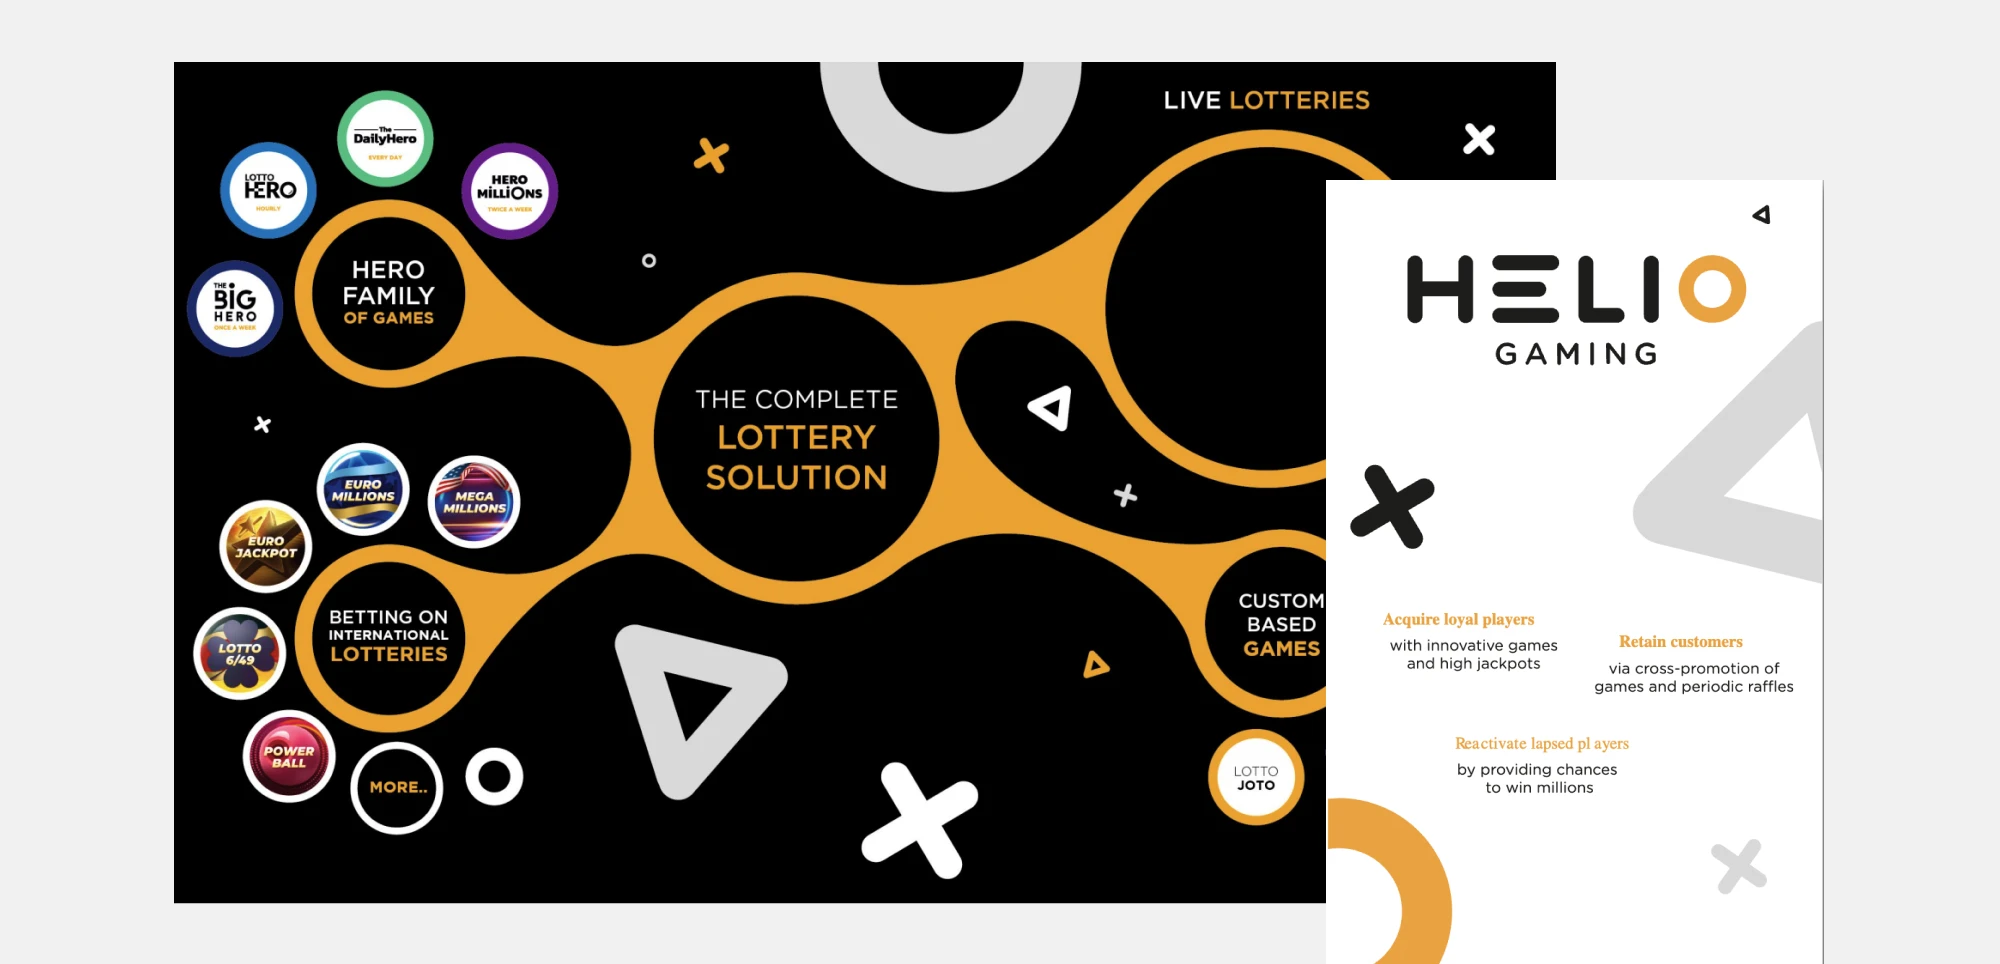 LIVE LOTTERIES
The
DailyHero
EVERY DAY
LOTTO
HERO
HOURLY
HERO
MiLLiONS
TWICE A WEEK
THE
BiG
HERO
ONCE A WEEK
HERO
FAMILY
OF GAMES
THE COMPLETE
LOTTERY
SOLUTION
EURO
MILLIONS
MEGA
MILLIONS
EURO
JACKPOT
LOTTO
6/49
POWER
BALL
MORE..
BETTING ON
INTERNATIONAL
LOTTERIES
CUSTOM
BASED
GAMES
LOTTO
JOTO
HELIO
GAMING
Acquire loyal players
with innovative games
and high jackpots
Retain customers
via cross-promotion of
games and periodic raffles
Reactivate lapsed pl ayers
by providing chances
to win millions